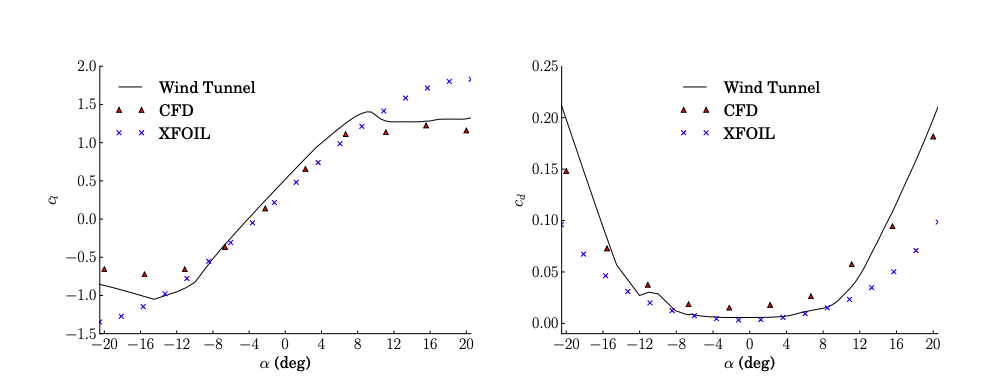 2.0
1.5
1.0
0.5
0.0
−0.5
−1.0
−1.5
−20 −16 −12 −8 −4 0 4 8 12 16 20
α (deg)
c_l
Wind Tunnel
CFD
XFOIL
0.25
0.20
0.15
0.10
0.05
0.00
−20 −16 −12 −8 −4 0 4 8 12 16 20
α (deg)
c_d
Wind Tunnel
CFD
XFOIL